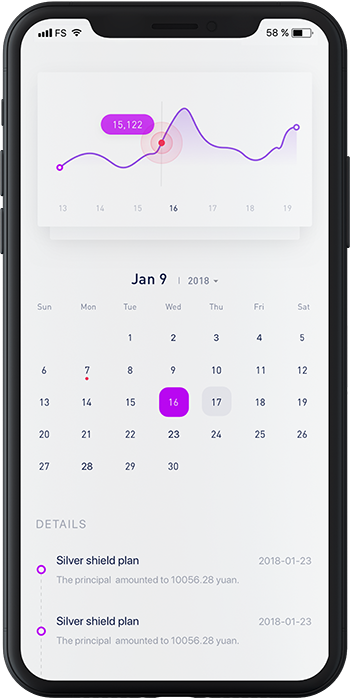 FS 58 %
15,122
13 14 15 16 17 18 19
Jan 9 | 2018
Sun Mon Tue Wed Thu Fri Sat
1 2 3 4 5
6 7 8 9 10 11 12
13 14 15 16 17 18 19
20 21 22 23 24 25 26
27 28 29 30
DETAILS
Silver shield plan 2018-01-23
The principal amounted to 10056.28 yuan.
Silver shield plan 2018-01-23
The principal amounted to 10056.28 yuan.